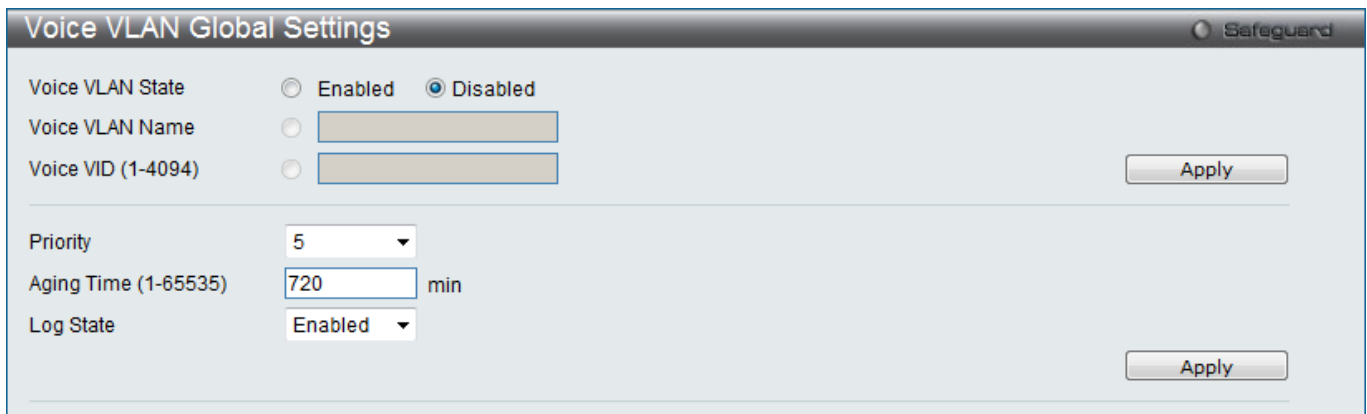 Voice VLAN Global Settings
Safeguard
Voice VLAN State Enabled Disabled
Voice VLAN Name
Voice VID (1-4094)
Apply
Priority 5
Aging Time (1-65535) 720 min
Log State Enabled
Apply